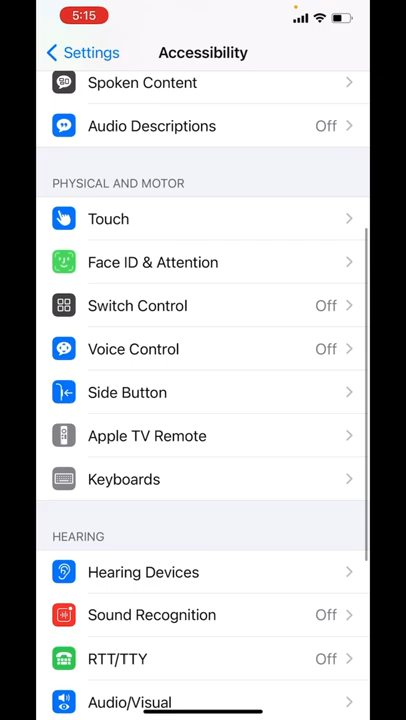 5:15
Settings
Accessibility
Spoken Content
Audio Descriptions Off
PHYSICAL AND MOTOR
Touch
Face ID & Attention
Switch Control Off
Voice Control Off
Side Button
Apple TV Remote
Keyboards
HEARING
Hearing Devices
Sound Recognition Off
RTT/TTY Off
Audio/Visual